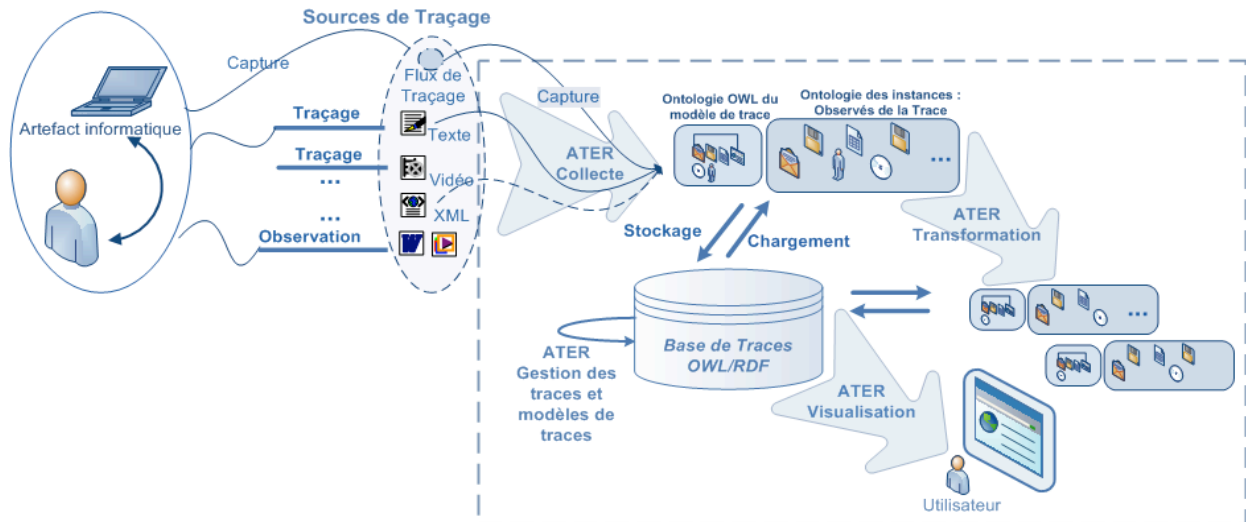 Sources de Traçage
Capture
Artefact informatique
Traçage
Traçage
...
...
Observation
Flux de
Traçage
Texte
Vidéo
XML
Capture
ATER
Collecte
Ontologie OWL du
modèle de trace
Ontologie des instances :
Observés de la Trace
...
ATER
Transformation
Stockage
Chargement
...
Base de Traces
OWL/RDF
ATER
Gestion des
traces et
modèles de
traces
ATER
Visualisation
Utilisateur